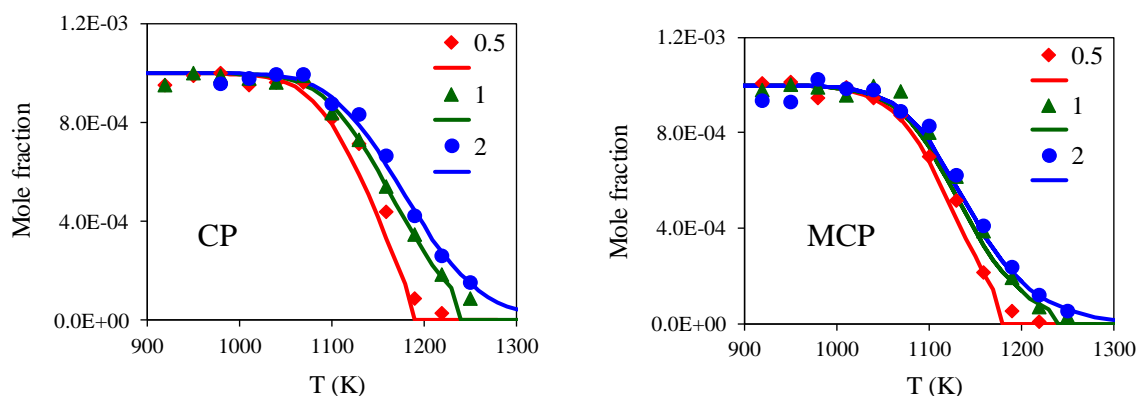 1.2E-03
8.0E-04
4.0E-04
0.0E+00
Mole fraction
0.5
1
2
CP
900
1000
1100
1200
1300
T (K)
1.2E-03
8.0E-04
4.0E-04
0.0E+00
Mole fraction
0.5
1
2
MCP
900
1000
1100
1200
1300
T (K)